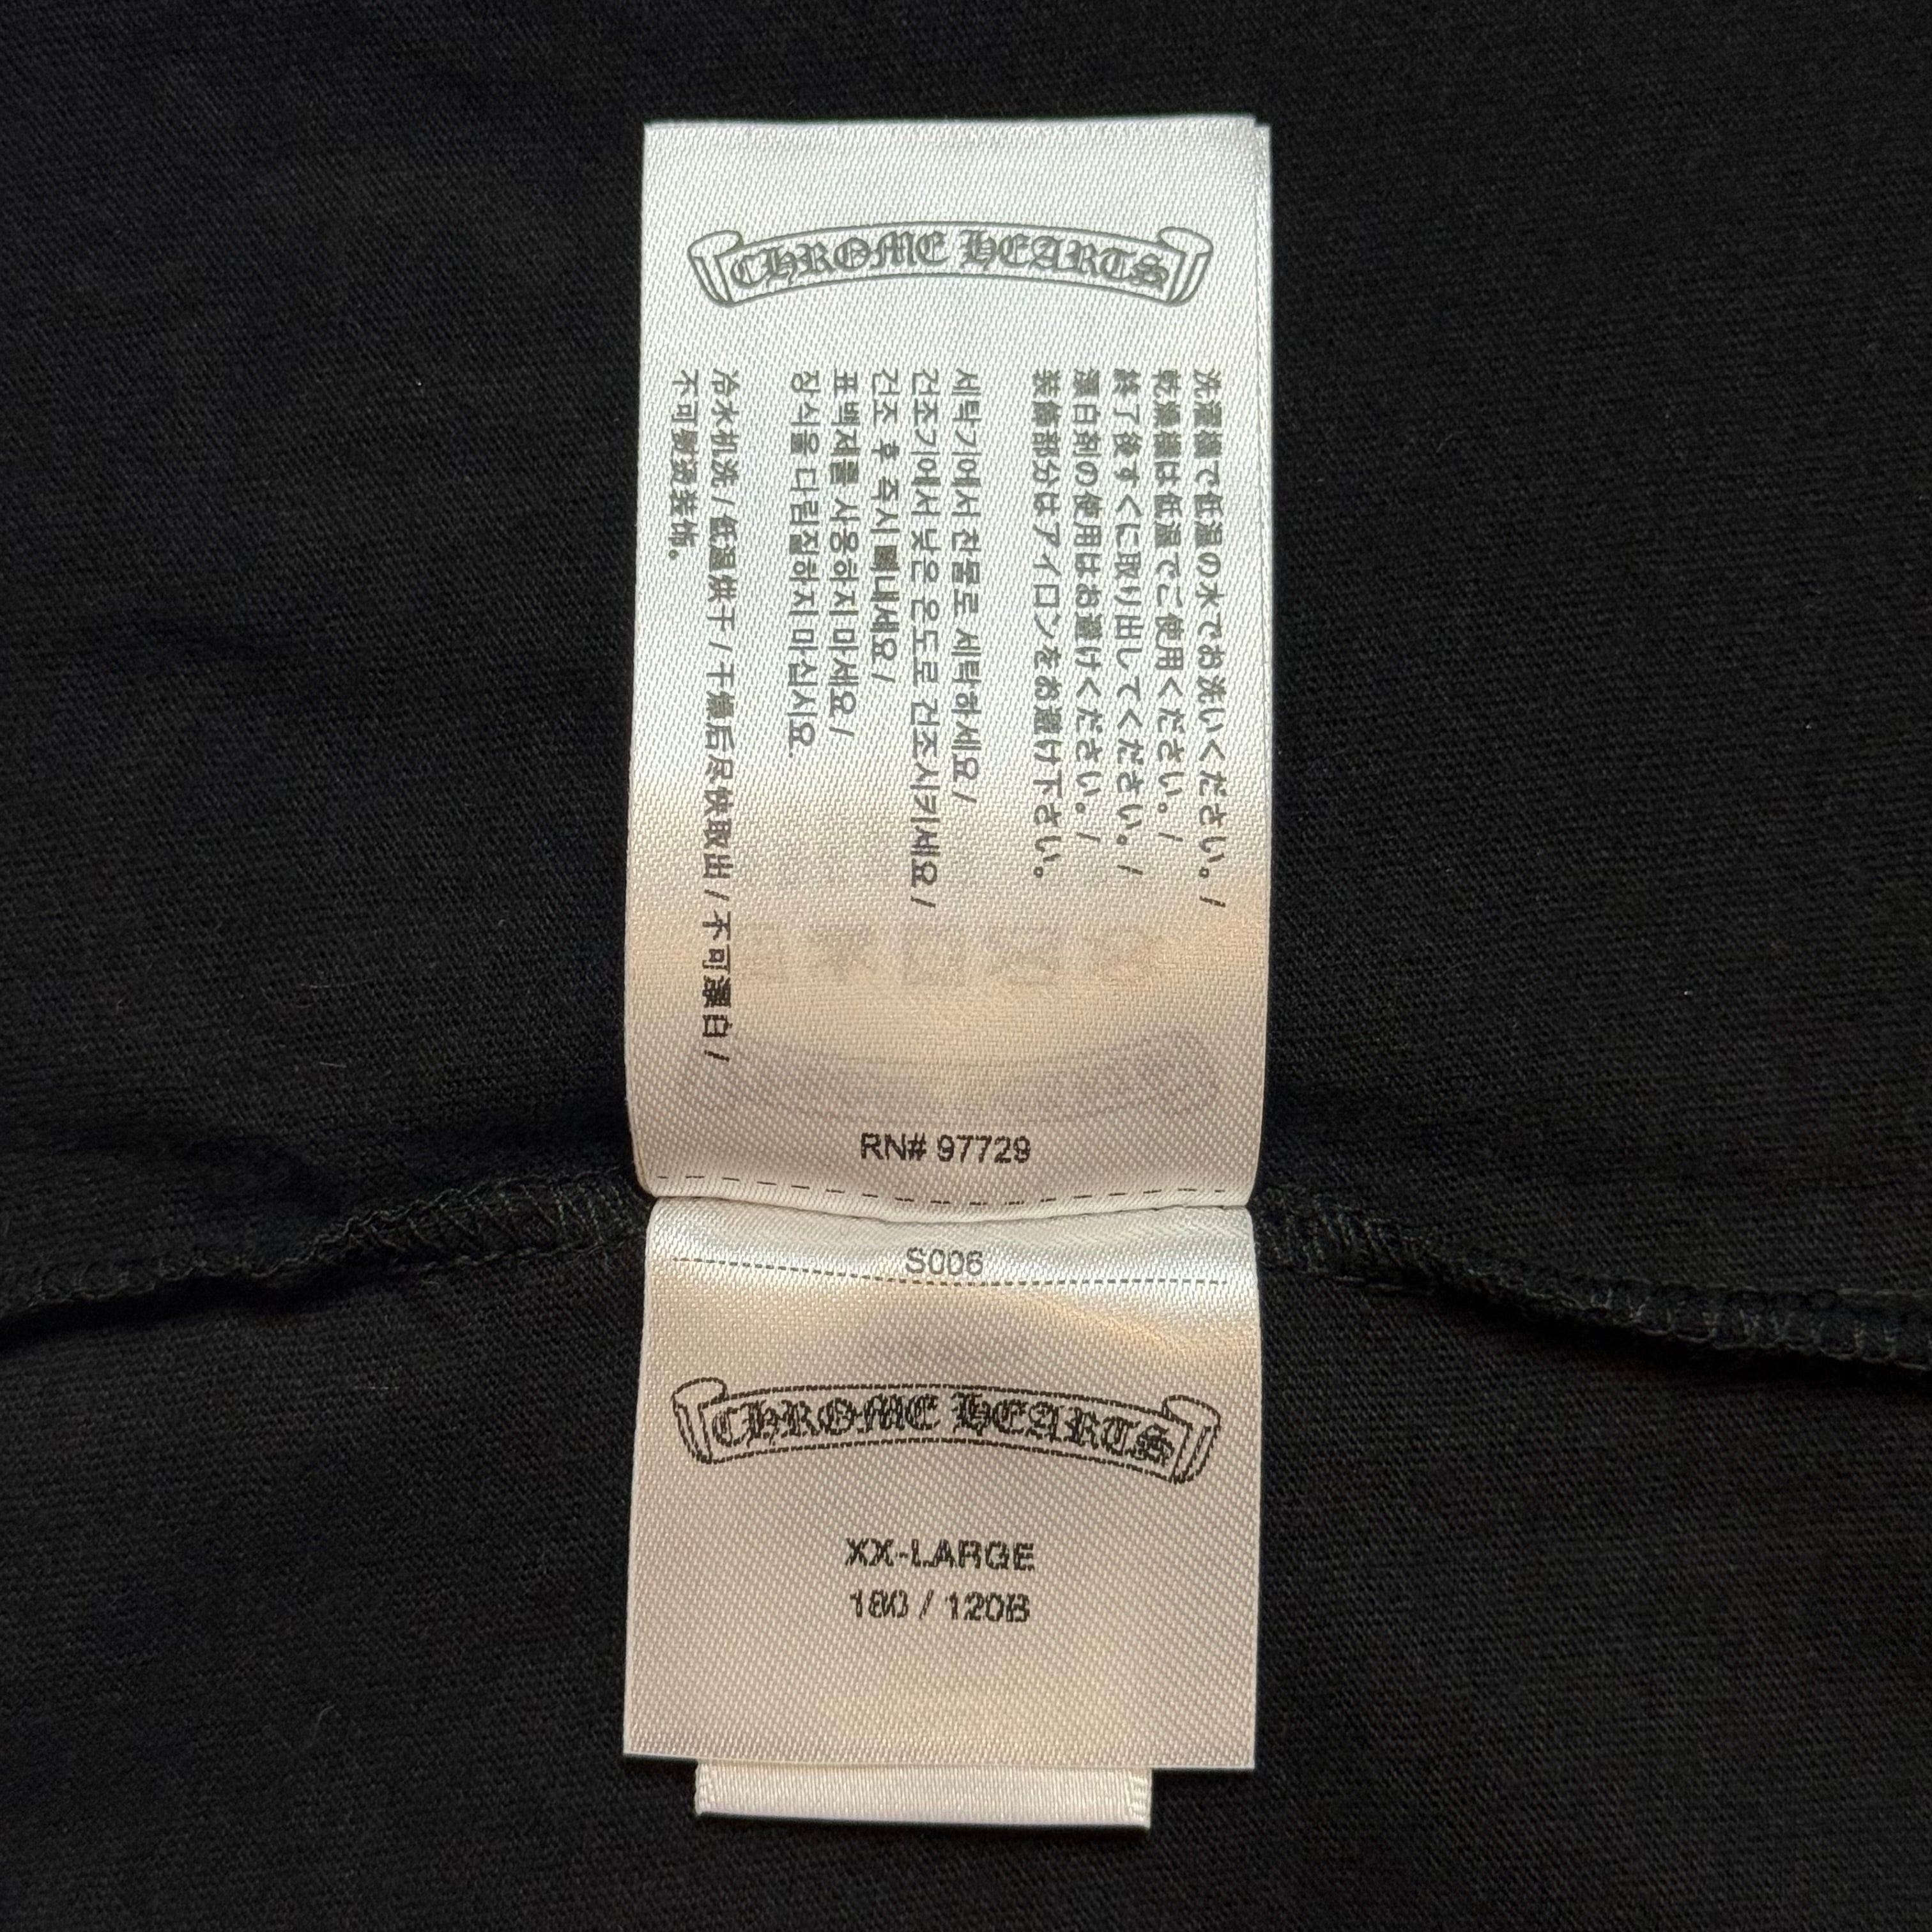 CHROME HEARTS
洗濯機で低温の水でお洗いください。/
乾燥機は低温でご使用ください。/
終了後すぐに取り出してください。/
漂白剤の使用はお避けください。/
装飾部分はアイロンをお避け下さい。
세탁기에서 찬물로 세탁하세요 /
건조기에서 낮은 온도로 건조시키세요 /
건조 후 즉시 빼내세요 /
표백제를 사용하지 마세요 /
장식을 다림질하지 마십시요.
冷水机洗 / 低温烘干 / 干燥后尽快取出 / 不可漂白 /
不可熨烫装饰。
RN# 97729
S006
CHROME HEARTS
XX-LARGE
180 / 120B